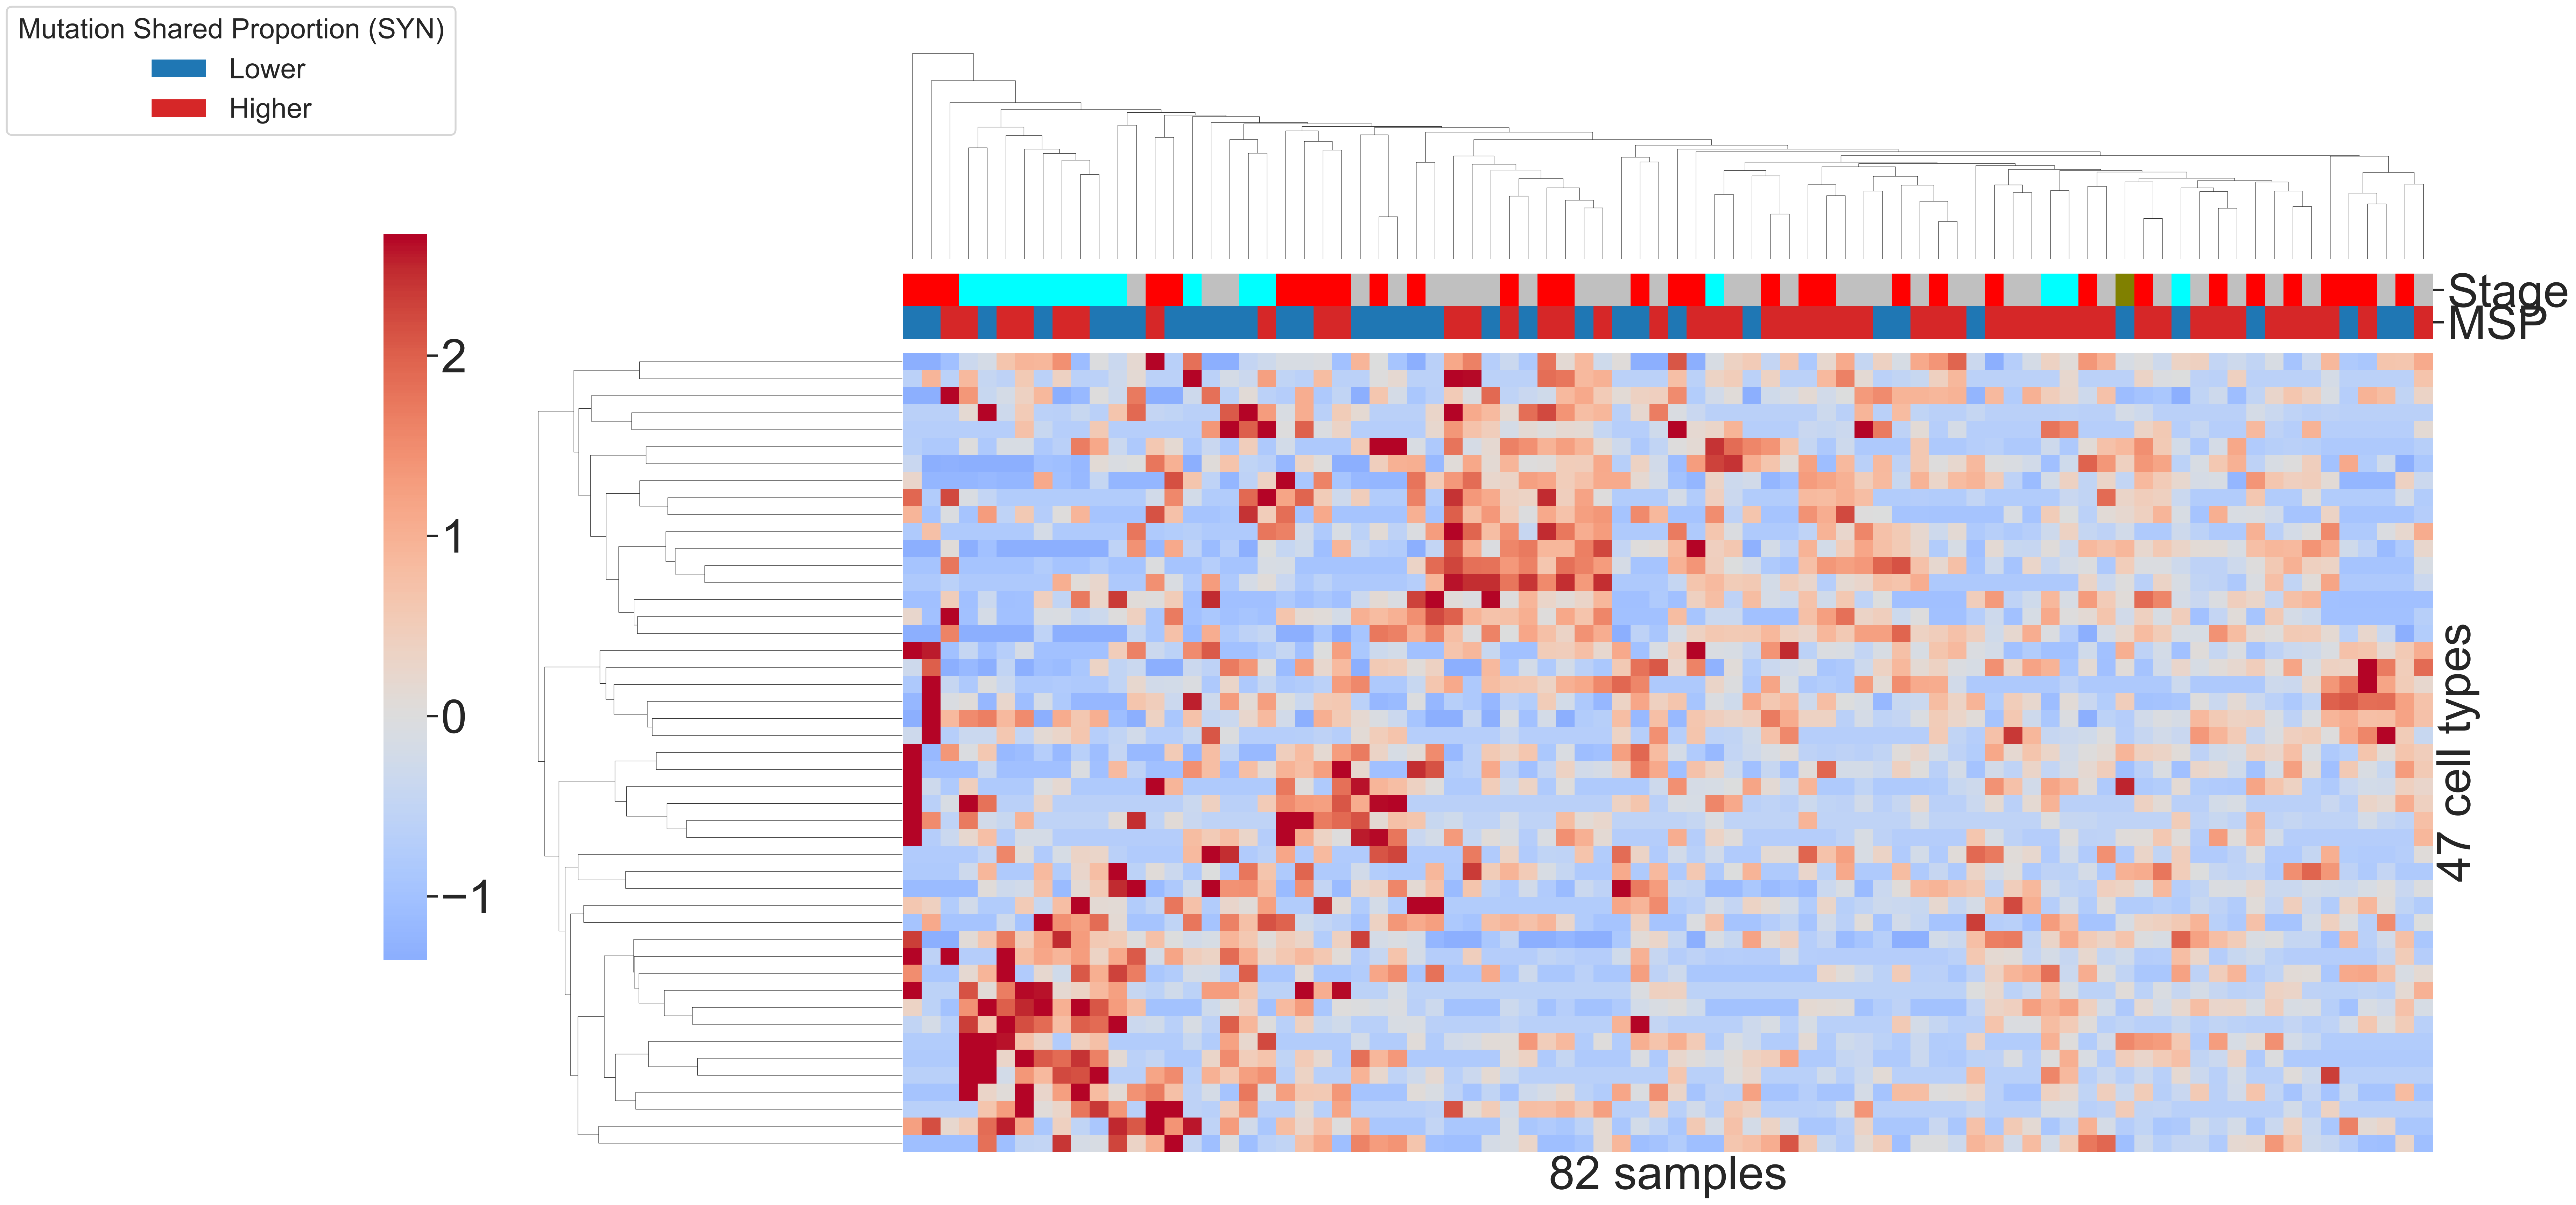 Mutation Shared Proportion (SYN)
Lower
Higher
2
1
0
−1
Stage
MSP
47 cell types
82 samples